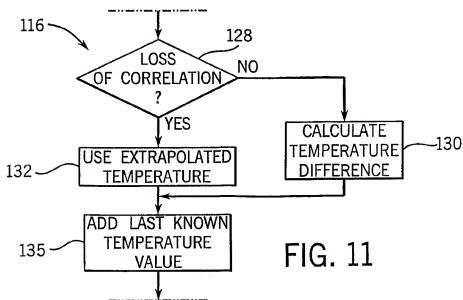 116
128
LOSS
OF CORRELATION
?
NO
YES
CALCULATE
TEMPERATURE
DIFFERENCE
130
132
USE EXTRAPOLATED
TEMPERATURE
135
ADD LAST KNOWN
TEMPERATURE
VALUE
FIG. 11